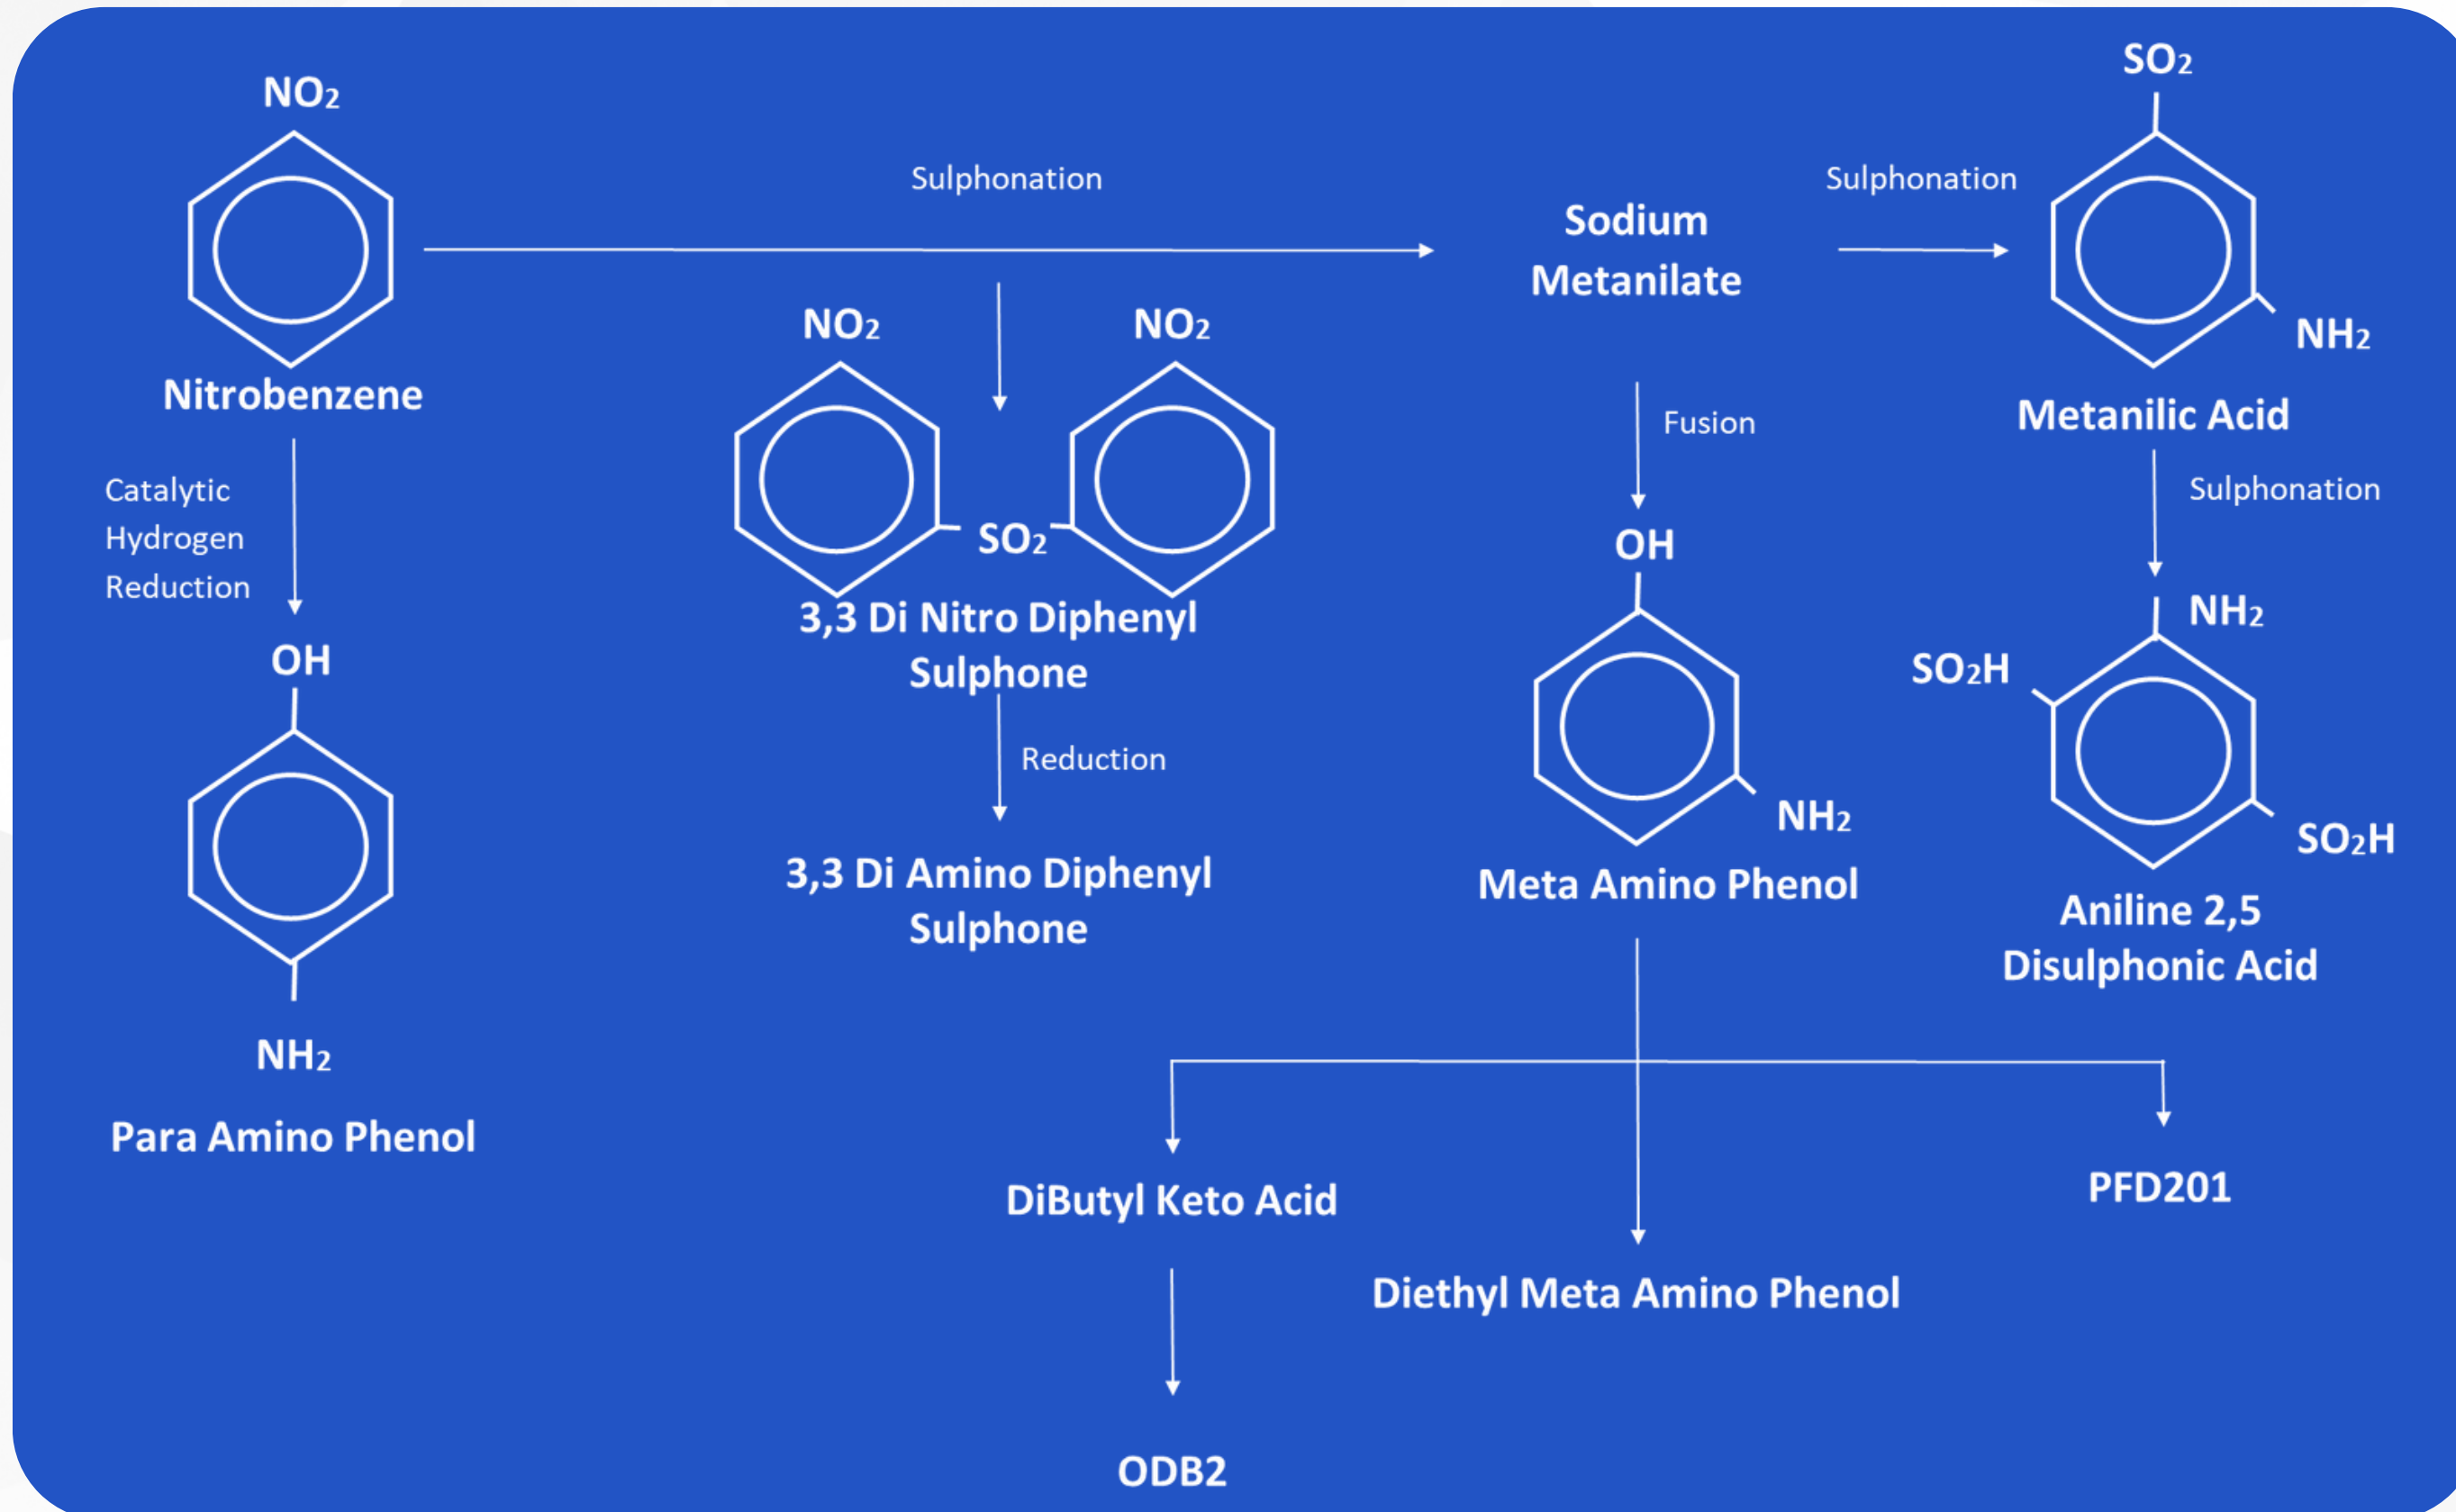 NO2
Nitrobenzene
Catalytic
Hydrogen
Reduction
OH
NH2
Para Amino Phenol
Sulphonation
NO2
NO2
SO2
3,3 Di Nitro Diphenyl
Sulphone
Reduction
3,3 Di Amino Diphenyl
Sulphone
Sodium
Metanilate
Fusion
OH
NH2
Meta Amino Phenol
Sulphonation
SO2
NH2
Metanilic Acid
Sulphonation
NH2
SO2H
SO2H
Aniline 2,5
Disulphonic Acid
DiButyl Keto Acid
ODB2
Diethyl Meta Amino Phenol
PFD201